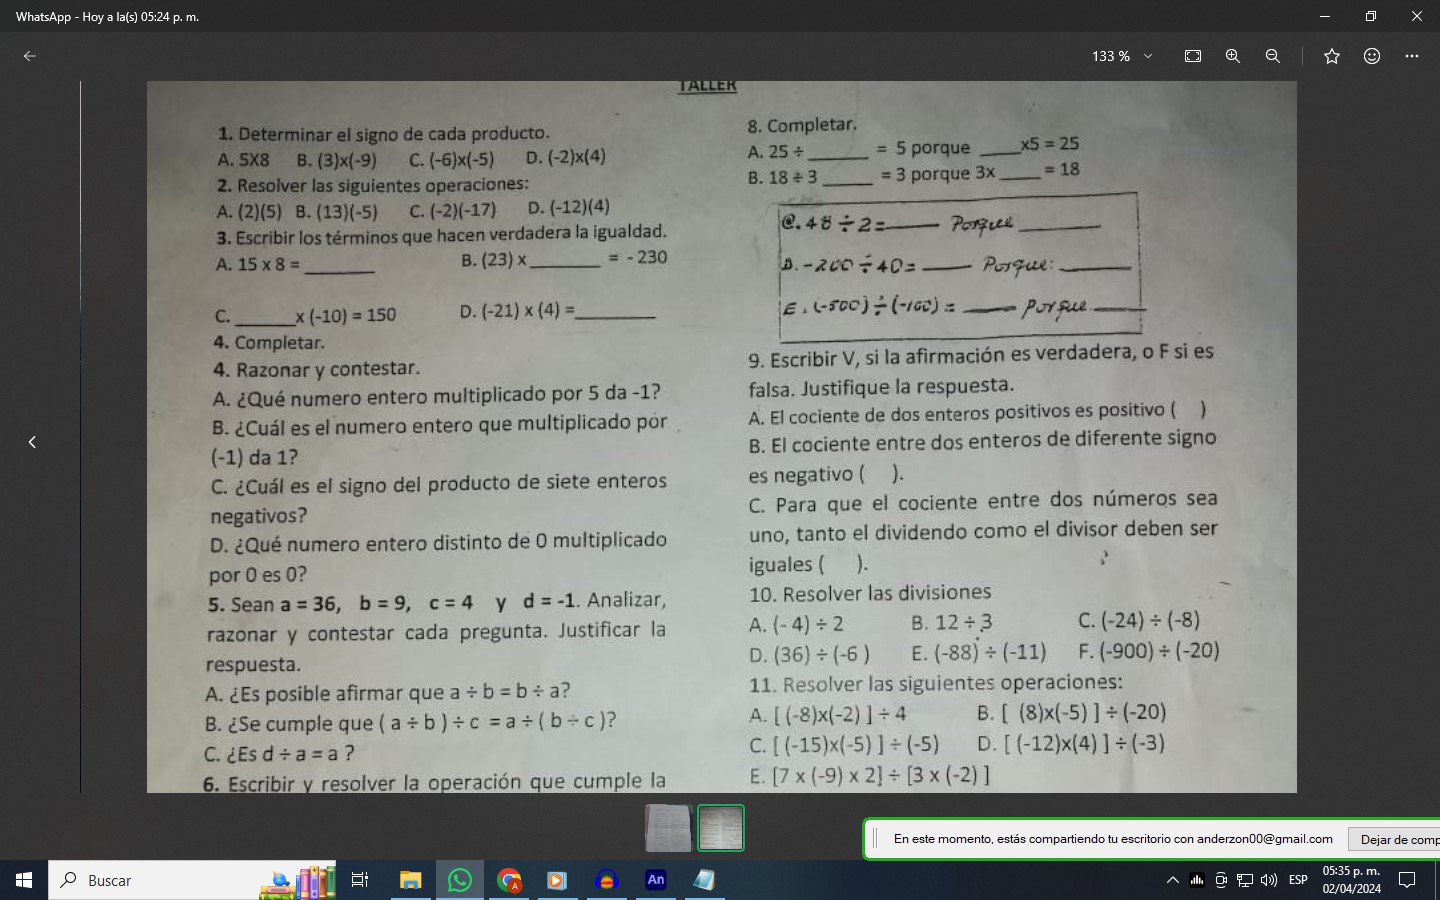 WhatsApp - Hoy a la(s) 05:24 p. m.
133 %
TALLER
1. Determinar el signo de cada producto.
A. 5X8 B. (3)x(-9) C. (-6)x(-5) D. (-2)x(4)
2. Resolver las siguientes operaciones:
A. (2)(5) B. (13)(-5) C. (-2)(-17) D. (-12)(4)
3. Escribir los términos que hacen verdadera la igualdad.
A. 15 x 8 = ________ B. (23) x ________ = - 230
C. _______x (-10) = 150 D. (-21) x (4) =_________
4. Completar.
4. Razonar y contestar.
A. ¿Qué numero entero multiplicado por 5 da -1?
B. ¿Cuál es el numero entero que multiplicado por
(-1) da 1?
C. ¿Cuál es el signo del producto de siete enteros
negativos?
D. ¿Qué numero entero distinto de 0 multiplicado
por 0 es 0?
5. Sean a = 36, b = 9, c = 4 y d = -1. Analizar,
razonar y contestar cada pregunta. Justificar la
respuesta.
A. ¿Es posible afirmar que a ÷ b = b ÷ a?
B. ¿Se cumple que ( a ÷ b ) ÷ c = a ÷ ( b ÷ c )?
C. ¿Es d ÷ a = a ?
6. Escribir y resolver la operación que cumple la
8. Completar.
A. 25 ÷ _______ = 5 porque _____x5 = 25
B. 18 ÷ 3 ______ = 3 porque 3x _____ = 18
C. 48 ÷ 2 = _____ Porque ________
D. -200 ÷ 40 = _____ Porque: _______
E. (-500) ÷ (-100) = _____ Porque _____
9. Escribir V, si la afirmación es verdadera, o F si es
falsa. Justifique la respuesta.
A. El cociente de dos enteros positivos es positivo ( )
B. El cociente entre dos enteros de diferente signo
es negativo ( ).
C. Para que el cociente entre dos números sea
uno, tanto el dividendo como el divisor deben ser
iguales ( ).
10. Resolver las divisiones
A. (- 4) ÷ 2 B. 12 ÷ 3 C. (-24) ÷ (-8)
D. (36) ÷ (-6 ) E. (-88) ÷ (-11) F. (-900) ÷ (-20)
11. Resolver las siguientes operaciones:
A. [ (-8)x(-2) ] ÷ 4 B. [ (8)x(-5) ] ÷ (-20)
C. [ (-15)x(-5) ] ÷ (-5) D. [ (-12)x(4) ] ÷ (-3)
E. [7 x (-9) x 2] ÷ [3 x (-2) ]
En este momento, estás compartiendo tu escritorio con anderzon00@gmail.com
Dejar de comp
Buscar
An
ESP
05:35 p. m.
02/04/2024